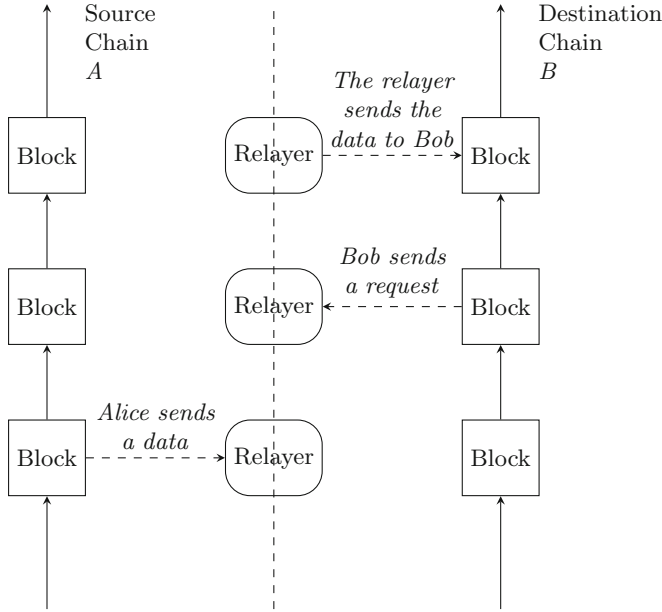 Source
Chain
A
Destination
Chain
B
The relayer
sends the
data to Bob
Block
Relayer
Block
Bob sends
a request
Block
Relayer
Block
Alice sends
a data
Block
Relayer
Block